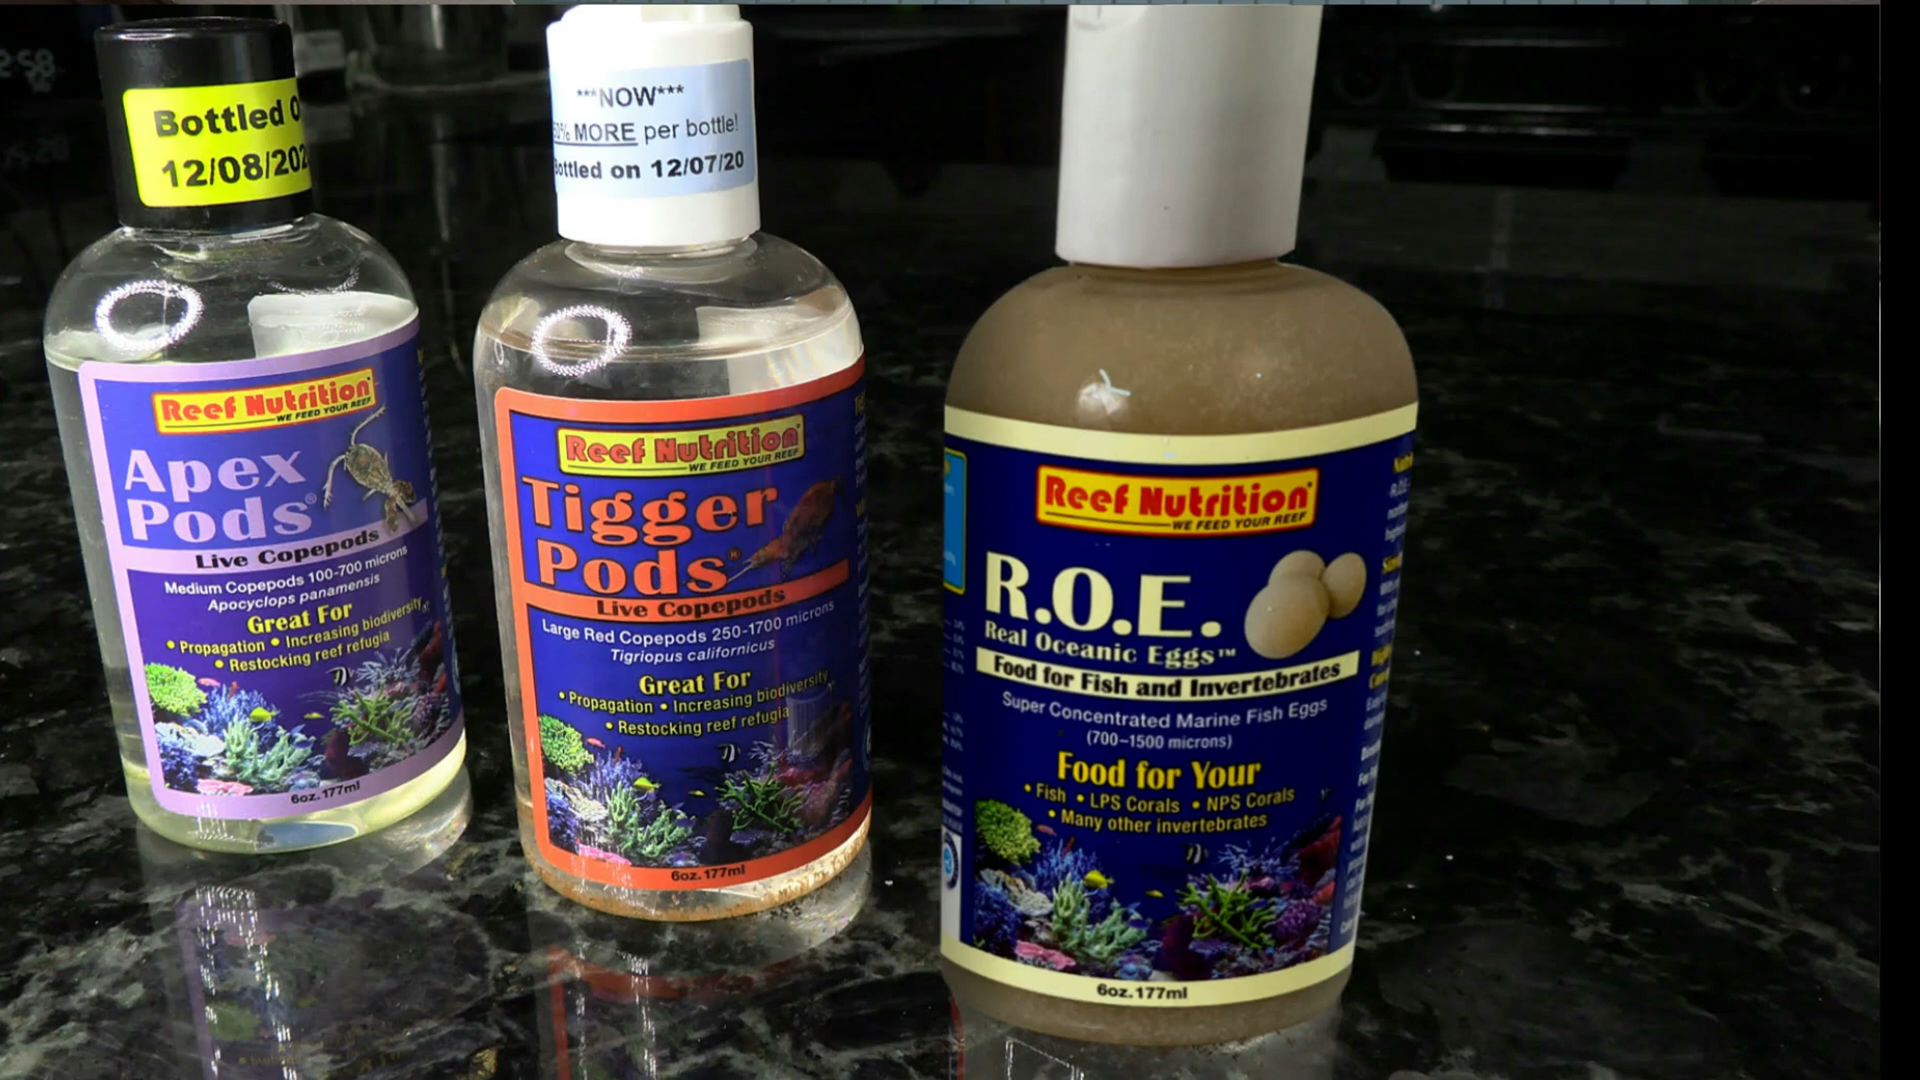 Bottled
12/08/202
Reef Nutrition
WE FEED YOUR REEF
Apex
Pods®
Live Copepods
Medium Copepods 100-700 microns
Apocyclops panamensis
Great For
• Propagation • Increasing biodiversity
• Restocking reef refugia
6oz. 177ml
***NOW***
MORE per bottle!
on 12/07/20
Reef Nutrition
WE FEED YOUR REEF
Tigger
Pods®
Live Copepods
Large Red Copepods 250-1700 microns
Tigriopus californicus
Great For
• Propagation • Increasing biodiversity
• Restocking reef refugia
6oz. 177ml
Reef Nutrition
WE FEED YOUR REEF
R.O.E.
Real Oceanic Eggs™
Food for Fish and Invertebrates
Super Concentrated Marine Fish Eggs
(700–1500 microns)
Food for Your
• Fish • LPS Corals • NPS Corals
• Many other invertebrates
6oz. 177ml